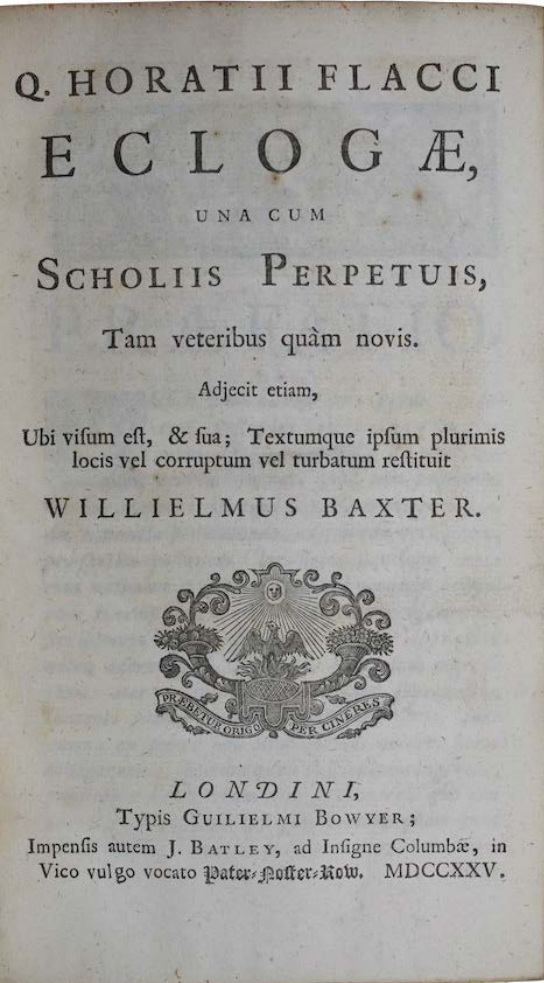 Q. HORATII FLACCI
ECLOGÆ,
UNA CUM
SCHOLIIS PERPETUIS,
Tam veteribus quàm novis.
Adjecit etiam,
Ubi viſum eſt, & ſua; Textumque ipſum plurimis
locis vel corruptum vel turbatum reſtituit
WILLIELMUS BAXTER.
PRÆBETUR ORIGO PER CINERES
LONDINI,
Typis GUILIELMI BOWYER;
Impenſis autem J. BATLEY, ad Inſigne Columbæ, in
Vico vulgo vocato Pater-Noſter-Row. MDCCXXV.